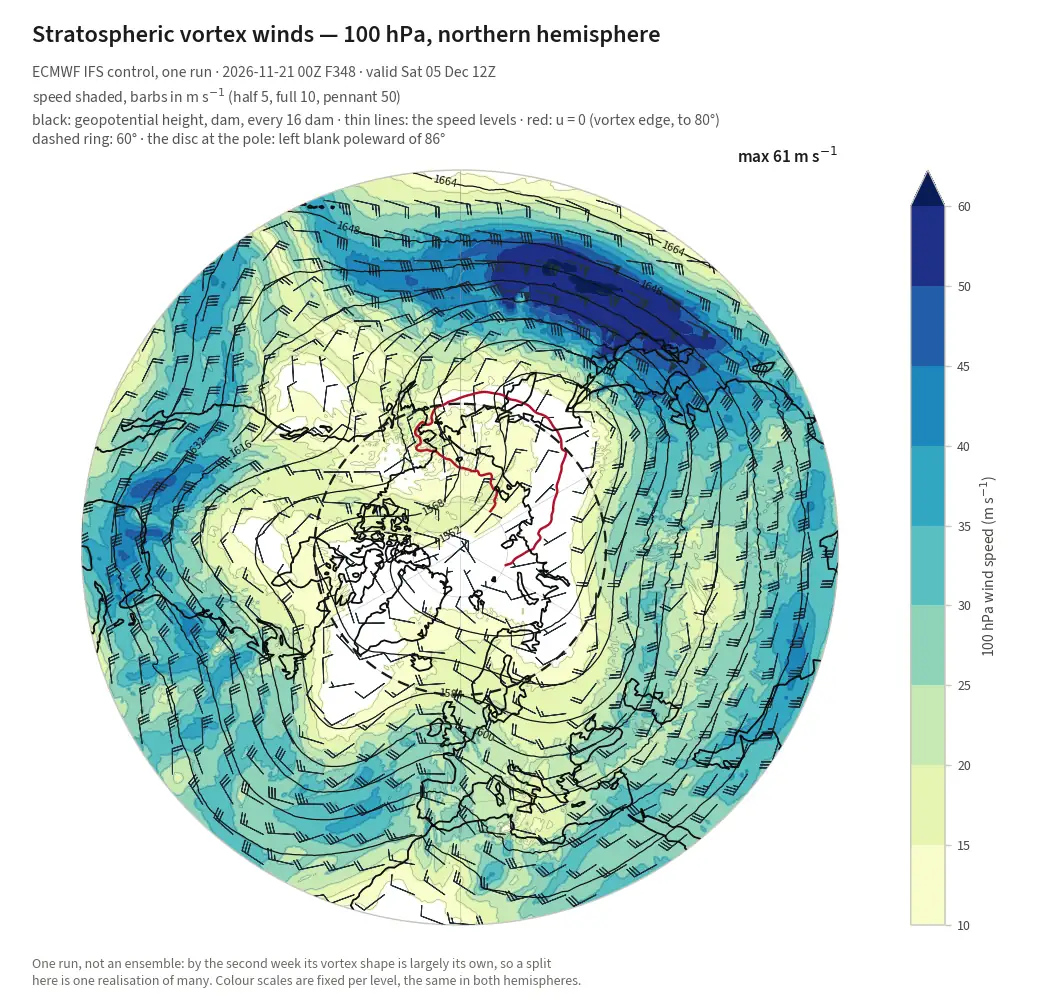 Stratospheric vortex winds — 100 hPa, northern hemisphere
ECMWF IFS control, one run · 2026-11-21 00Z F348 · valid Sat 05 Dec 12Z
speed shaded, barbs in m s⁻¹ (half 5, full 10, pennant 50)
black: geopotential height, dam, every 16 dam · thin lines: the speed levels · red: u = 0 (vortex edge, to 80°)
dashed ring: 60° · the disc at the pole: left blank poleward of 86°
max 61 m s⁻¹
1664
1648
1664
1648
1632
1616
1568
1552
1600
60
50
45
40
35
30
25
20
15
10
100 hPa wind speed (m s⁻¹)
One run, not an ensemble: by the second week its vortex shape is largely its own, so a split
here is one realisation of many. Colour scales are fixed per level, the same in both hemispheres.